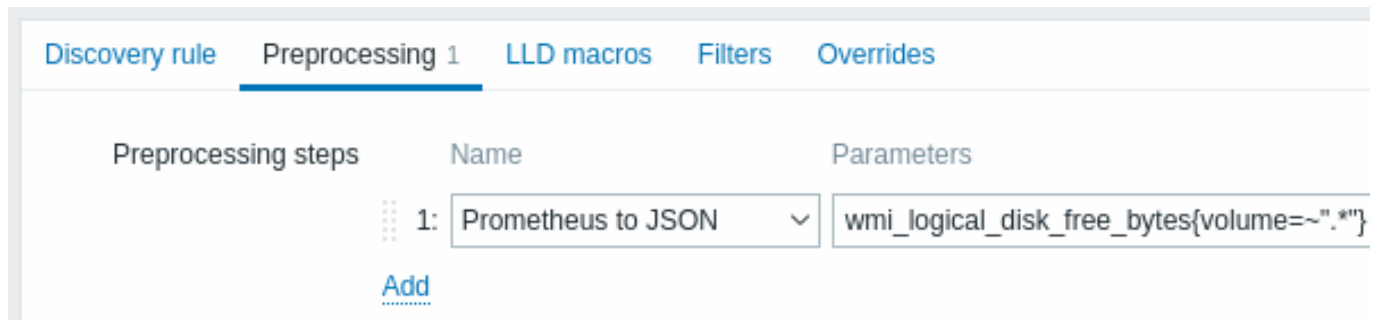 Discovery rule Preprocessing 1 LLD macros Filters Overrides
Preprocessing steps Name Parameters
1: Prometheus to JSON wmi_logical_disk_free_bytes{volume=~".*"}
Add